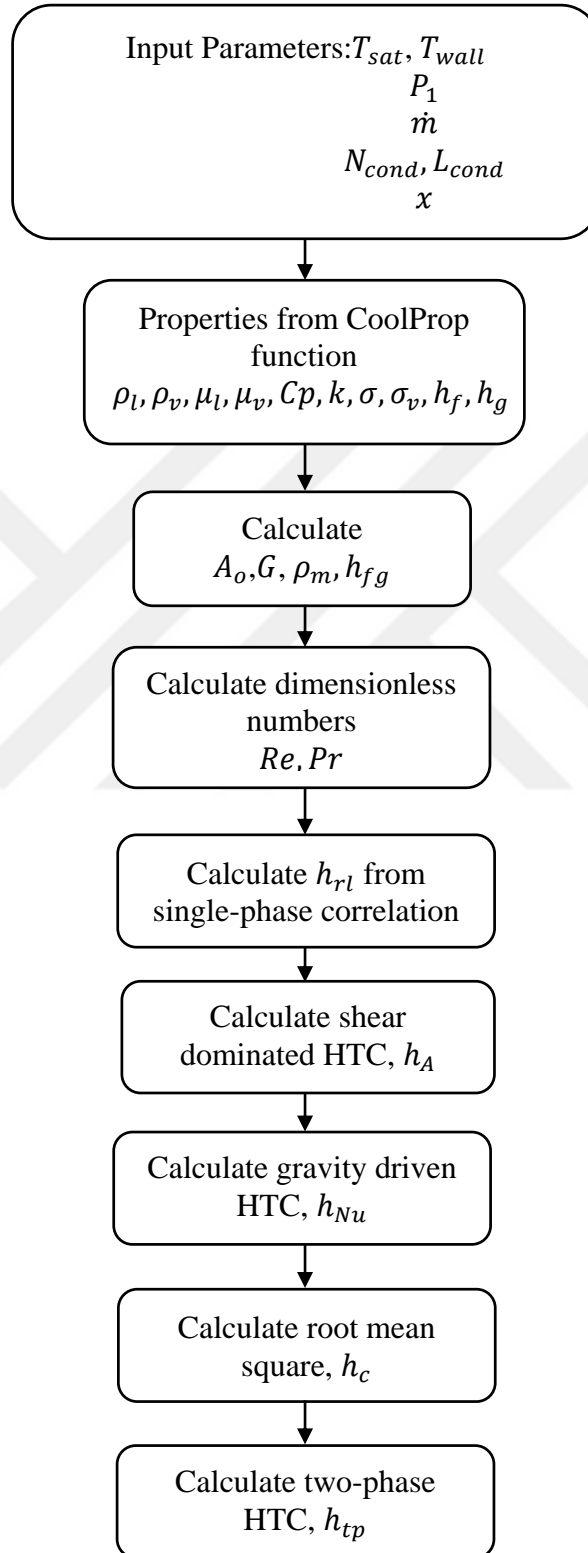 Input Parameters:T_sat, T_wall
P_1
ṁ
N_cond, L_cond
x
Properties from CoolProp
function
ρ_l, ρ_v, μ_l, μ_v, Cp, k, σ, σ_v, h_f, h_g
Calculate
A_o,G, ρ_m, h_fg
Calculate dimensionless
numbers
Re, Pr
Calculate h_rl from
single-phase correlation
Calculate shear
dominated HTC, h_A
Calculate gravity driven
HTC, h_Nu
Calculate root mean
square, h_c
Calculate two-phase
HTC, h_tp